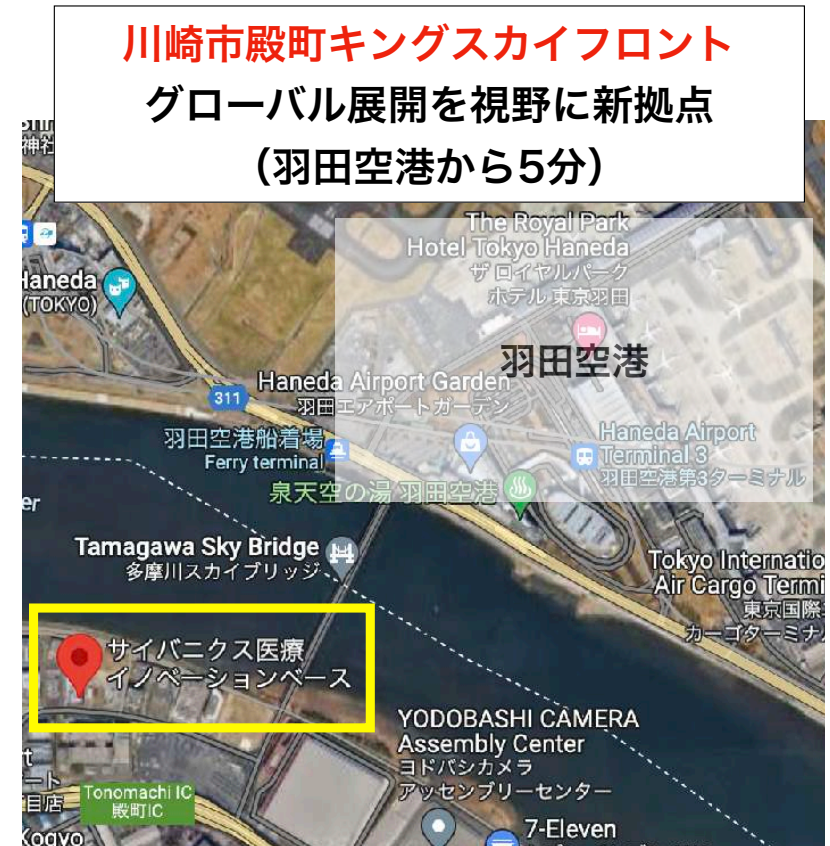 川崎市殿町キングスカイフロント
グローバル展開を視野に新拠点
（羽田空港から5分）
神社
The Royal Park
Hotel Tokyo Haneda
ザ ロイヤルパーク
ホテル 東京羽田
Haneda
(TOKYO)
羽田空港
Haneda Airport Garden
羽田エアポートガーデン
311
羽田空港船着場
Ferry terminal
Haneda Airport
Terminal 3
羽田空港第3ターミナル
泉天空の湯 羽田空港
er
Tamagawa Sky Bridge
多摩川スカイブリッジ
Tokyo Internatio
Air Cargo Termi
東京国際
カーゴターミナル
サイバニクス医療
イノベーションベース
YODOBASHI CAMERA
Assembly Center
ヨドバシカメラ
アッセンブリーセンター
t
ート
目店
Tonomachi IC
殿町IC
Kogyo
7-Eleven